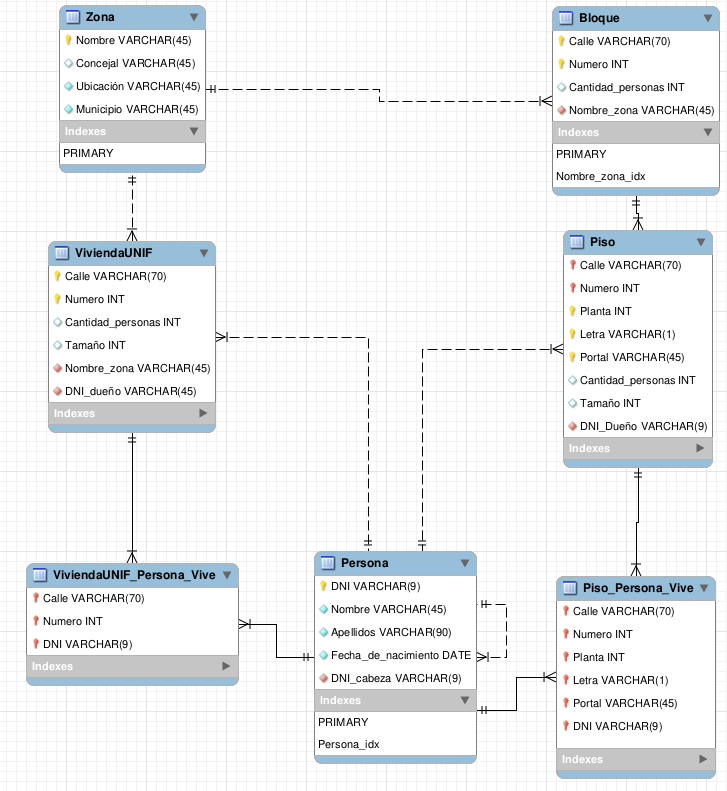 Zona
Nombre VARCHAR(45)
Concejal VARCHAR(45)
Ubicación VARCHAR(45)
Municipio VARCHAR(45)
Indexes
PRIMARY
Bloque
Calle VARCHAR(70)
Numero INT
Cantidad_personas INT
Nombre_zona VARCHAR(45)
Indexes
PRIMARY
Nombre_zona_idx
ViviendaUNIF
Calle VARCHAR(70)
Numero INT
Cantidad_personas INT
Tamaño INT
Nombre_zona VARCHAR(45)
DNI_dueño VARCHAR(45)
Indexes
Piso
Calle VARCHAR(70)
Numero INT
Planta INT
Letra VARCHAR(1)
Portal VARCHAR(45)
Cantidad_personas INT
Tamaño INT
DNI_Dueño VARCHAR(9)
Indexes
ViviendaUNIF_Persona_Vive
Calle VARCHAR(70)
Numero INT
DNI VARCHAR(9)
Indexes
Persona
DNI VARCHAR(9)
Nombre VARCHAR(45)
Apellidos VARCHAR(90)
Fecha_de_nacimiento DATE
DNI_cabeza VARCHAR(9)
Indexes
PRIMARY
Persona_idx
Piso_Persona_Vive
Calle VARCHAR(70)
Numero INT
Planta INT
Letra VARCHAR(1)
Portal VARCHAR(45)
DNI VARCHAR(9)
Indexes